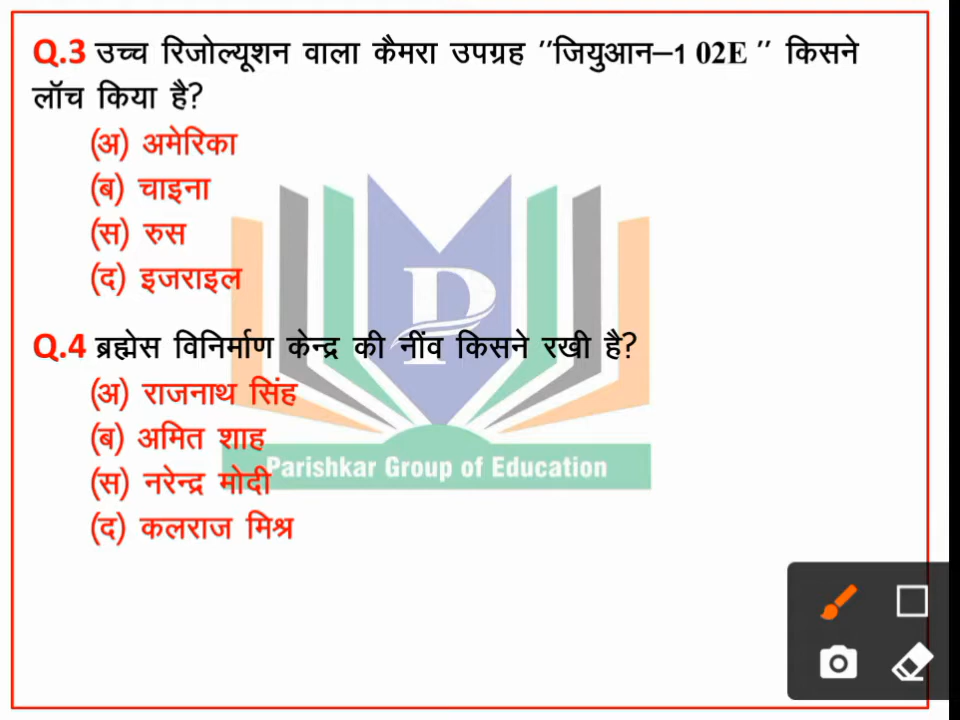 Q.3 उच्च रिजोल्यूशन वाला कैमरा उपग्रह "जियुआन–1 02E " किसने
लॉच किया है?
(अ) अमेरिका
(ब) चाइना
(स) रुस
(द) इजराइल
Q.4 ब्रह्मेस विनिर्माण केन्द्र की नींव किसने रखी है?
(अ) राजनाथ सिंह
(ब) अमित शाह
Parishkar Group of Education
(स) नरेन्द्र मोदी
(द) कलराज मिश्र